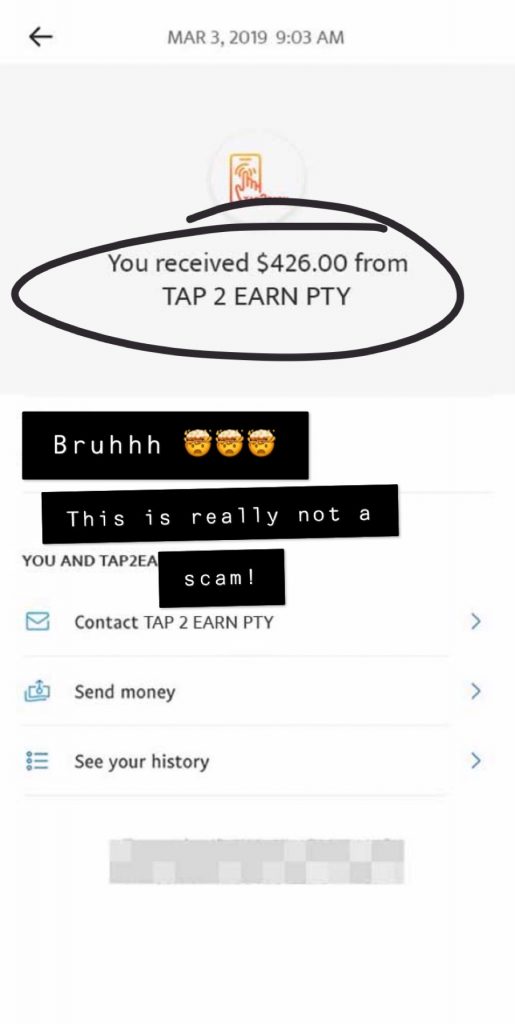 MAR 3, 2019 9:03 AM
You received $426.00 from
TAP 2 EARN PTY
Bruhhh 🤯🤯🤯
This is really not a
scam!
YOU AND TAP2EA
Contact TAP 2 EARN PTY
Send money
See your history